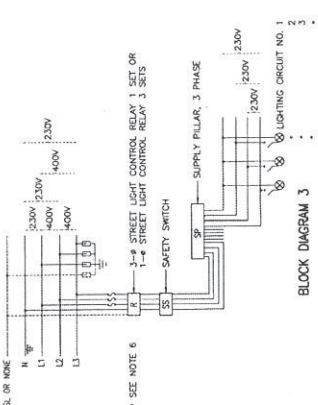 SL OR NONE
N
L1
L2
L3
230V
230V
400V
400V
400V
230V
230V
3-ø STREET LIGHT CONTROL RELAY 1 SET OR
1-ø STREET LIGHT CONTROL RELAY 3 SETS
R
SEE NOTE 6
SS
SAFETY SWITCH
SUPPLY PILLAR, 3 PHASE
SP
230V
230V
230V
LIGHTING CIRCUIT NO. 1
2
3
BLOCK DIAGRAM 3